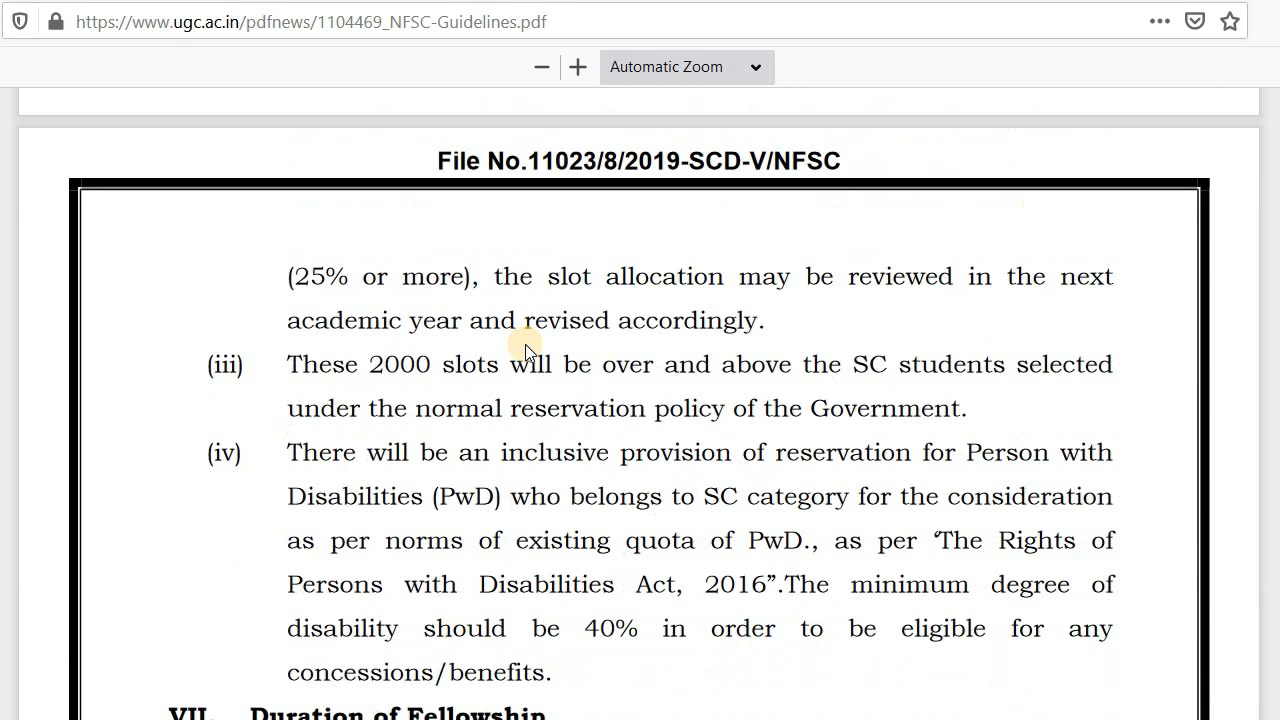 https://www.ugc.ac.in/pdfnews/1104469_NFSC-Guidelines.pdf
Automatic Zoom
File No.11023/8/2019-SCD-V/NFSC
(25% or more), the slot allocation may be reviewed in the next
academic year and revised accordingly.
(iii) These 2000 slots will be over and above the SC students selected
under the normal reservation policy of the Government.
(iv) There will be an inclusive provision of reservation for Person with
Disabilities (PwD) who belongs to SC category for the consideration
as per norms of existing quota of PwD., as per ‘The Rights of
Persons with Disabilities Act, 2016”.The minimum degree of
disability should be 40% in order to be eligible for any
concessions/benefits.
VII. Duration of Fellowship